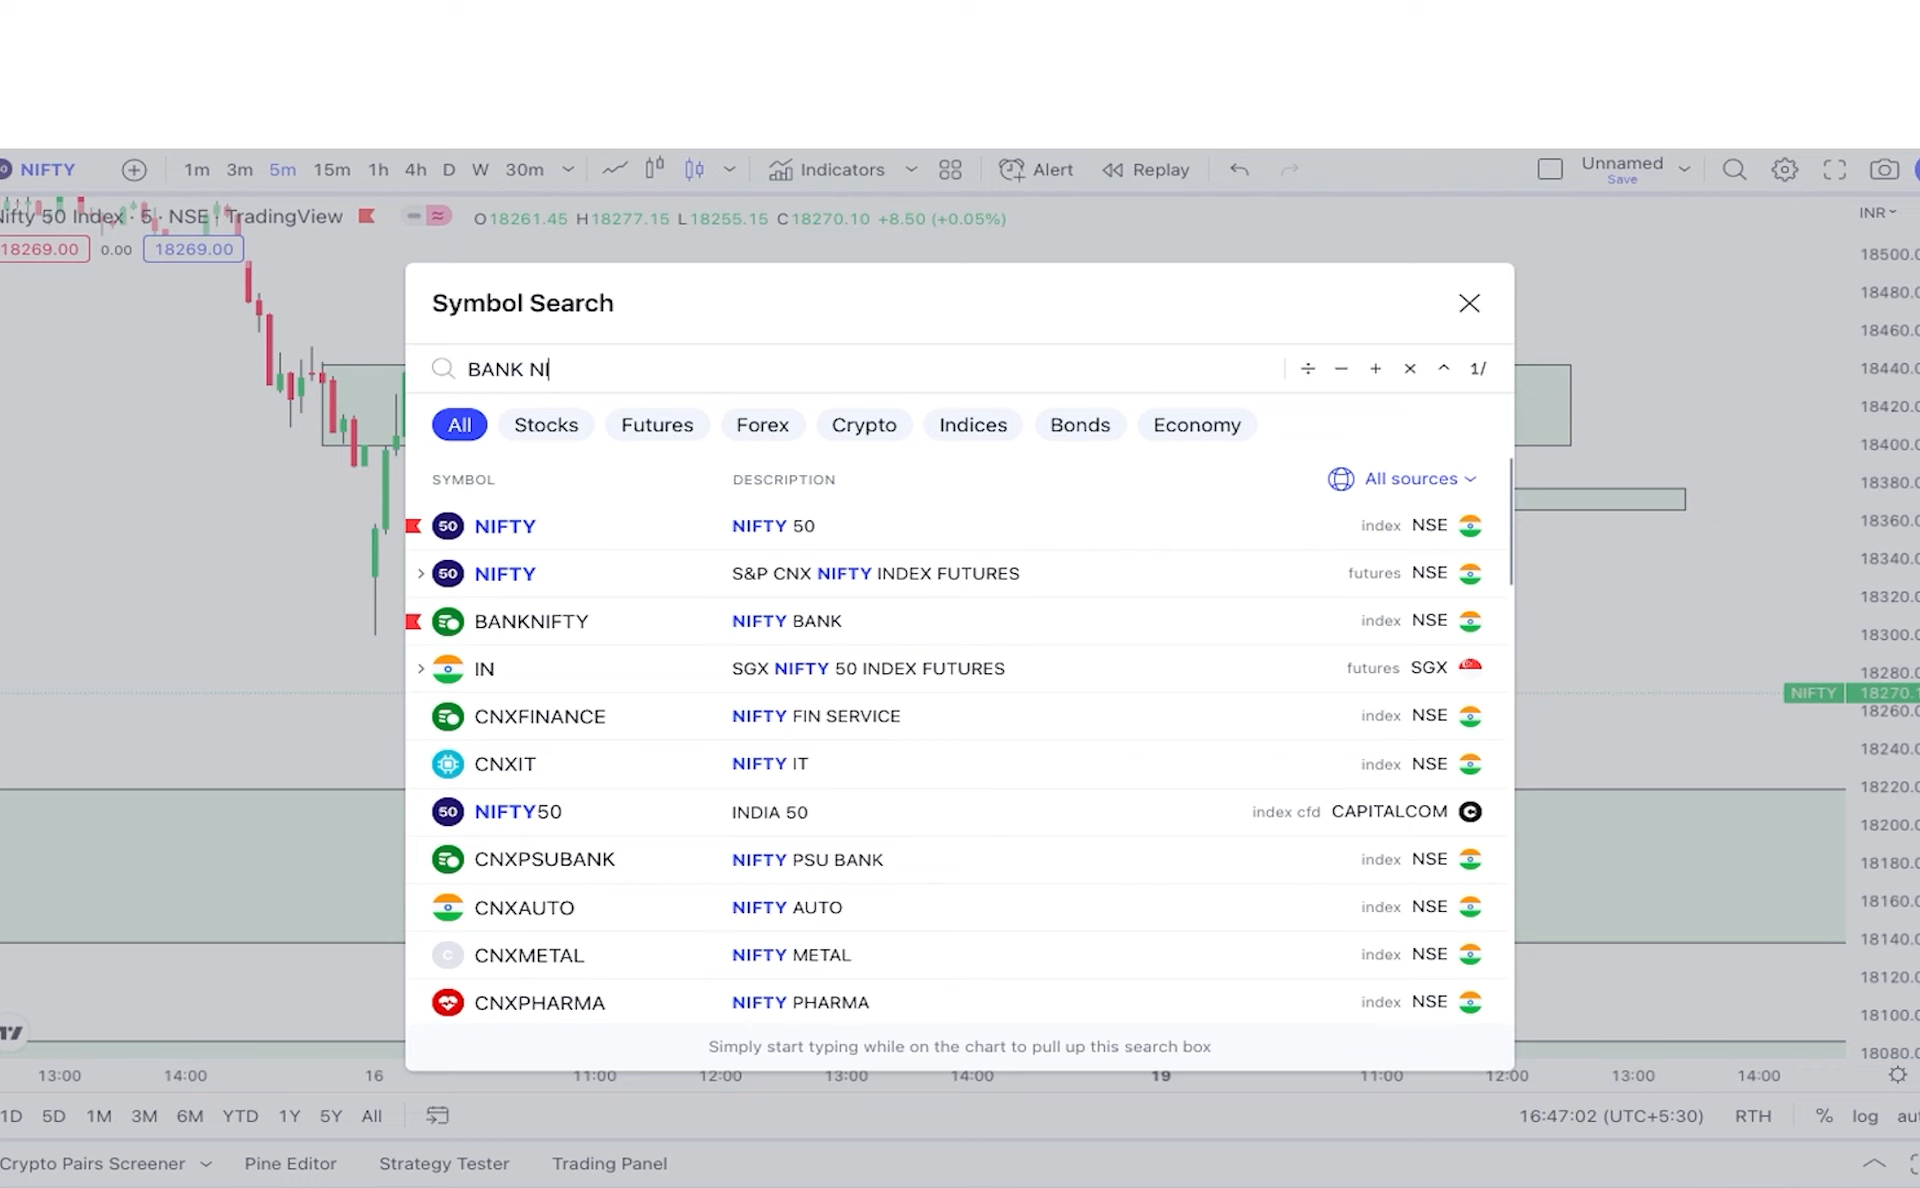 NIFTY 1m 3m 5m 15m 1h 4h D W 30m Indicators Alert Replay Unnamed
Save
Nifty 50 Index · 5 · NSE · TradingView O18261.45 H18277.15 L18255.15 C18270.10 +8.50 (+0.05%) INR
18269.00 0.00 18269.00
Symbol Search
BANK NI ÷ − + × ^ 1/
All Stocks Futures Forex Crypto Indices Bonds Economy
SYMBOL DESCRIPTION All sources
50 NIFTY NIFTY 50 index NSE
50 NIFTY S&P CNX NIFTY INDEX FUTURES futures NSE
BANKNIFTY NIFTY BANK index NSE
IN SGX NIFTY 50 INDEX FUTURES futures SGX
CNXFINANCE NIFTY FIN SERVICE index NSE
CNXIT NIFTY IT index NSE
50 NIFTY50 INDIA 50 index cfd CAPITALCOM
CNXPSUBANK NIFTY PSU BANK index NSE
CNXAUTO NIFTY AUTO index NSE
C CNXMETAL NIFTY METAL index NSE
CNXPHARMA NIFTY PHARMA index NSE
Simply start typing while on the chart to pull up this search box
18500.0
18480.0
18460.0
18440.0
18420.0
18400.0
18380.0
18360.0
18340.0
18320.0
18300.0
18280.0
NIFTY 18270.1
18260.0
18240.0
18220.0
18200.0
18180.0
18160.0
18140.0
18120.0
18100.0
18080.0
13:00 14:00 16 11:00 12:00 13:00 14:00 19 11:00 12:00 13:00 14:00
1D 5D 1M 3M 6M YTD 1Y 5Y All 16:47:02 (UTC+5:30) RTH % log aut
Crypto Pairs Screener Pine Editor Strategy Tester Trading Panel